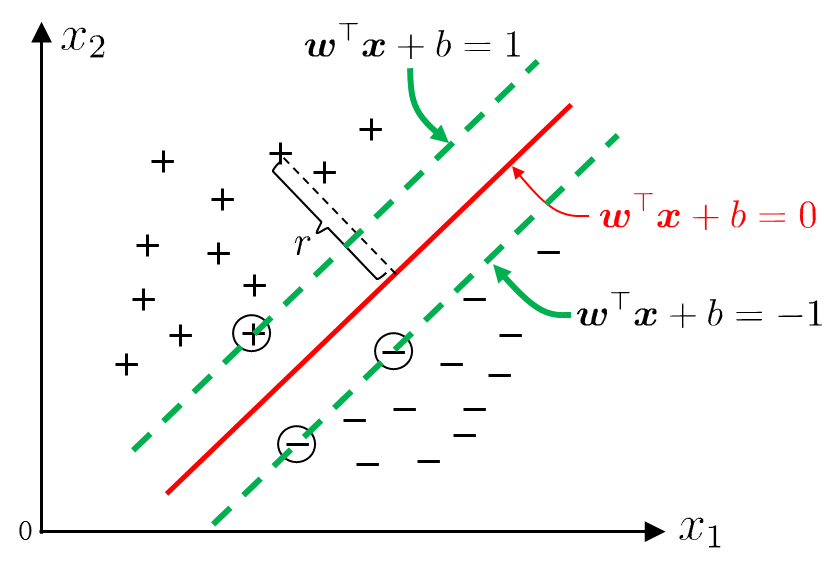 x₂
𝒘⊤𝒙 + b = 1
r
𝒘⊤𝒙 + b = 0
𝒘⊤𝒙 + b = −1
0
x₁